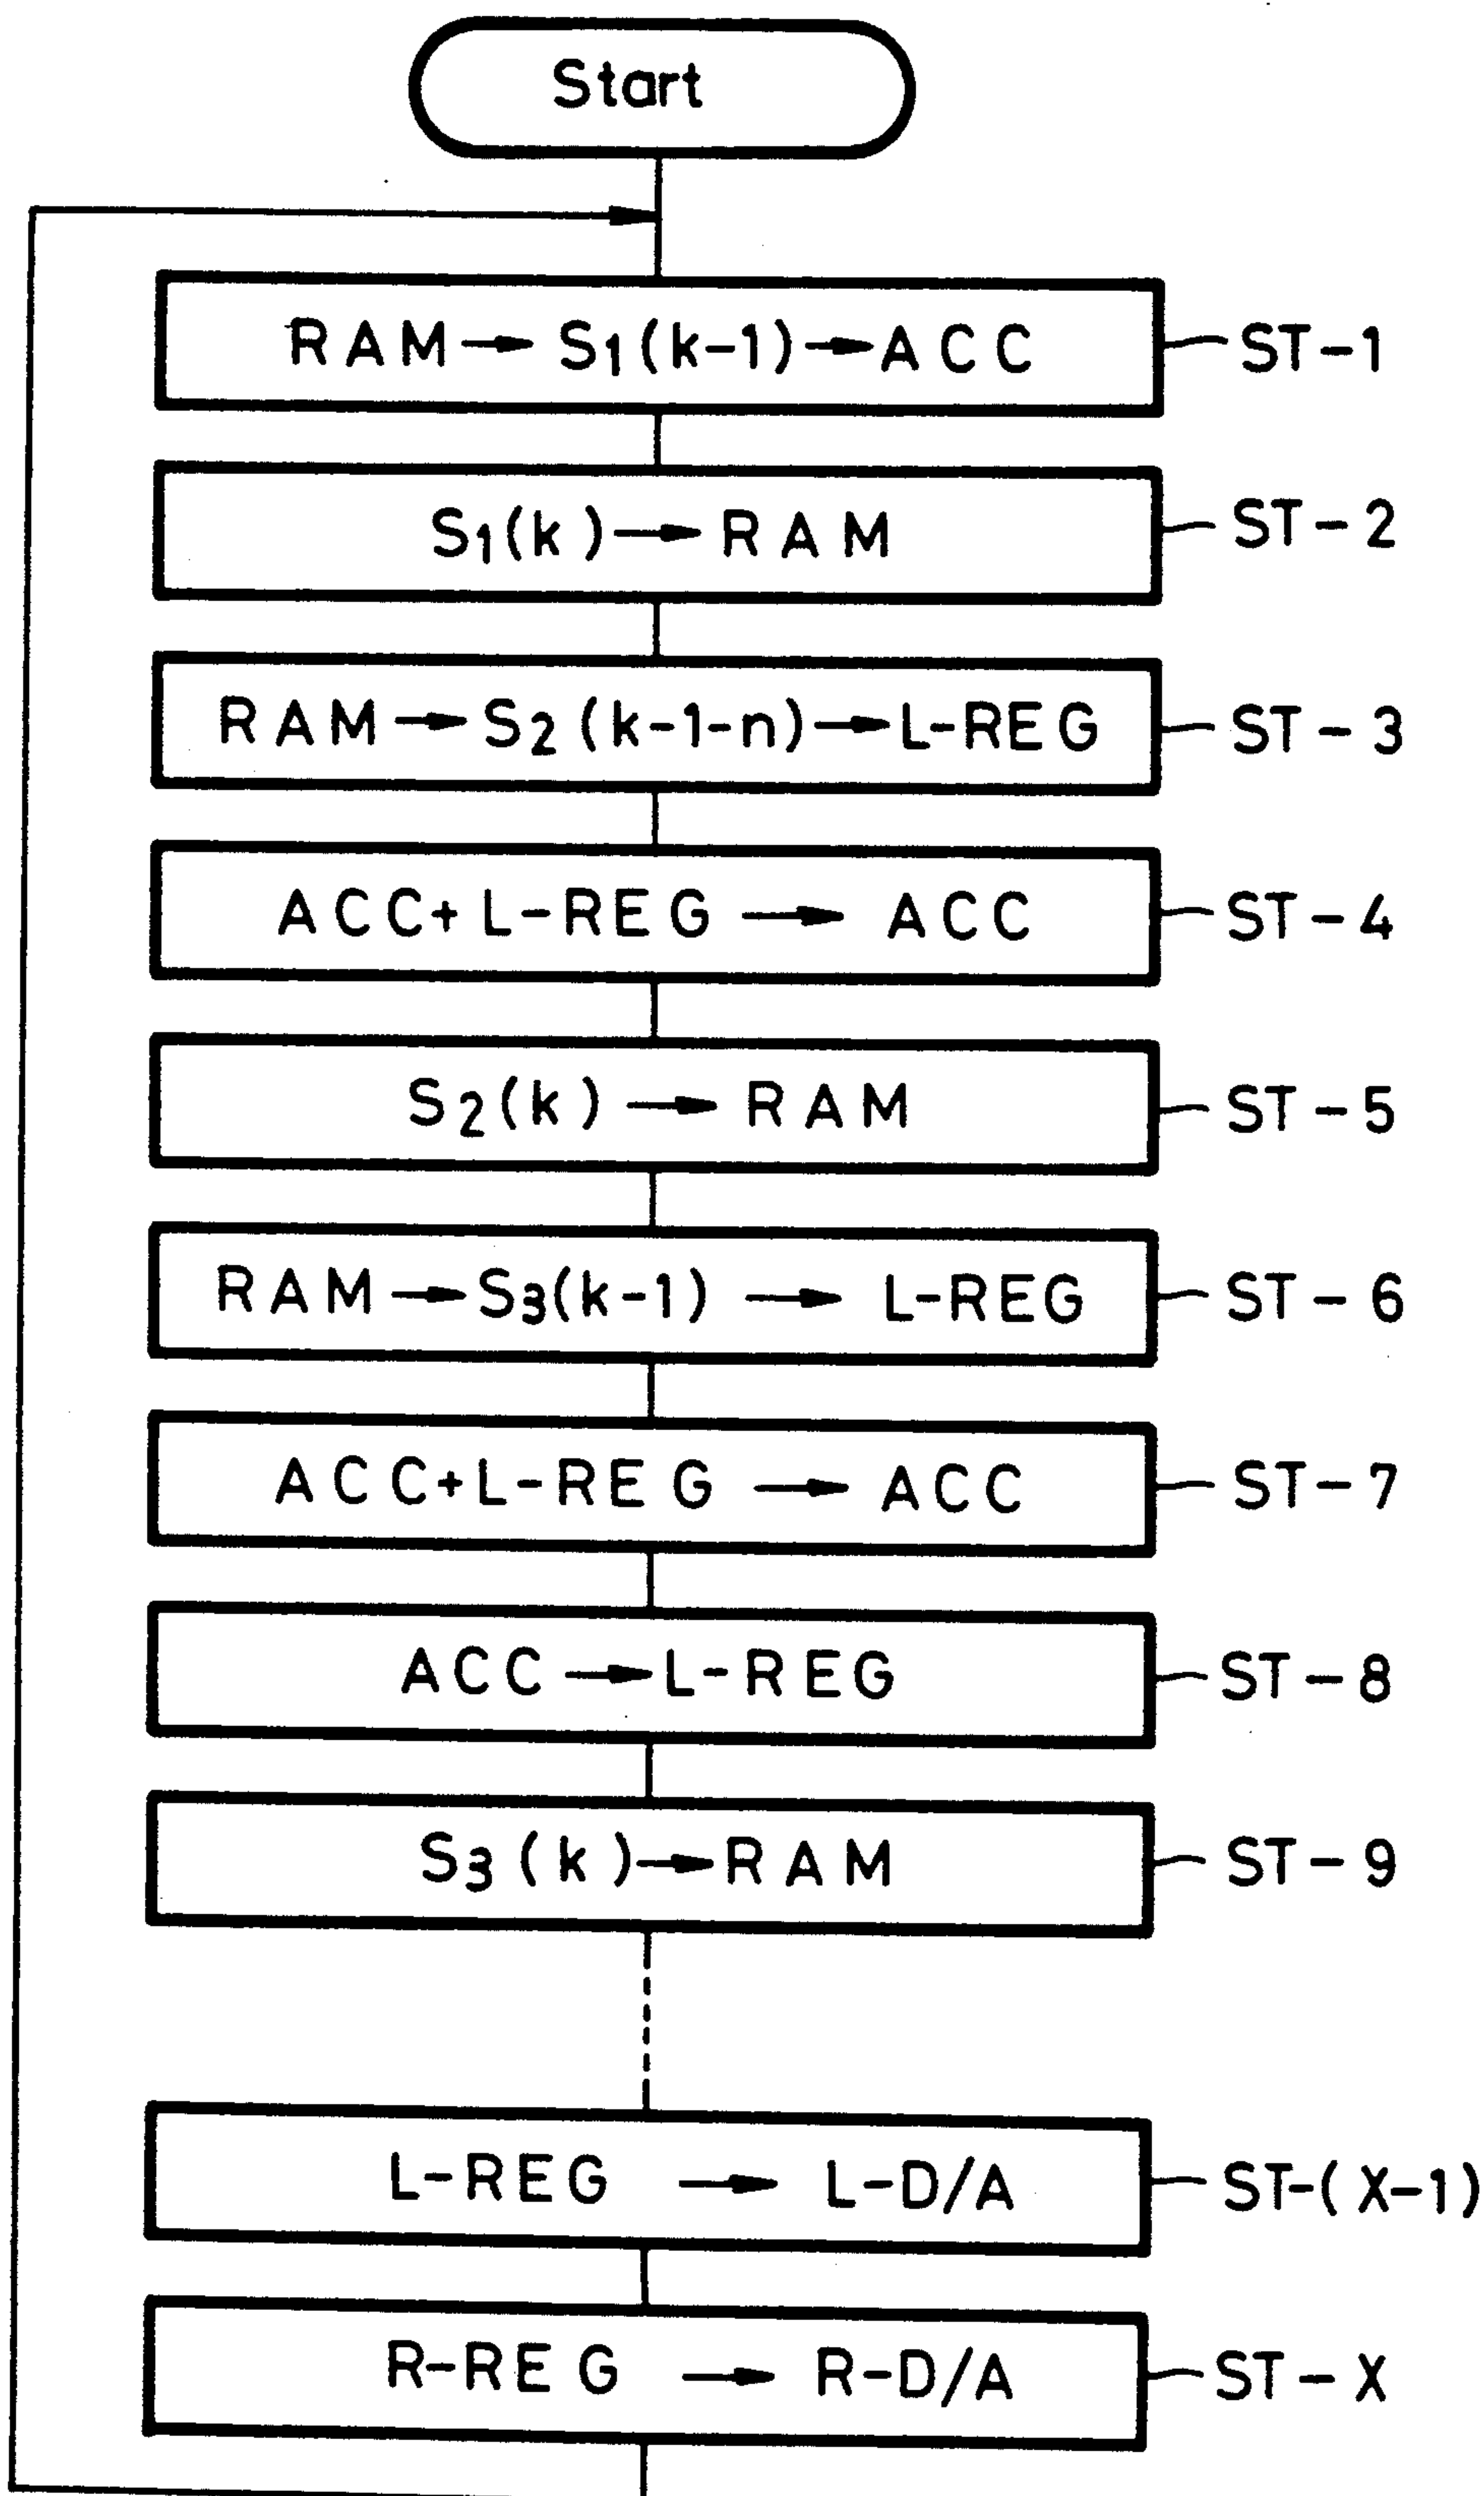 Start
RAM → S₁(k-1) → ACC ST-1
S₁(k) → RAM ST-2
RAM → S₂(k-1-n) → L-REG ST-3
ACC+L-REG → ACC ST-4
S₂(k) → RAM ST-5
RAM → S₃(k-1) → L-REG ST-6
ACC+L-REG → ACC ST-7
ACC → L-REG ST-8
S₃(k) → RAM ST-9
L-REG → L-D/A ST-(X-1)
R-REG → R-D/A ST-X